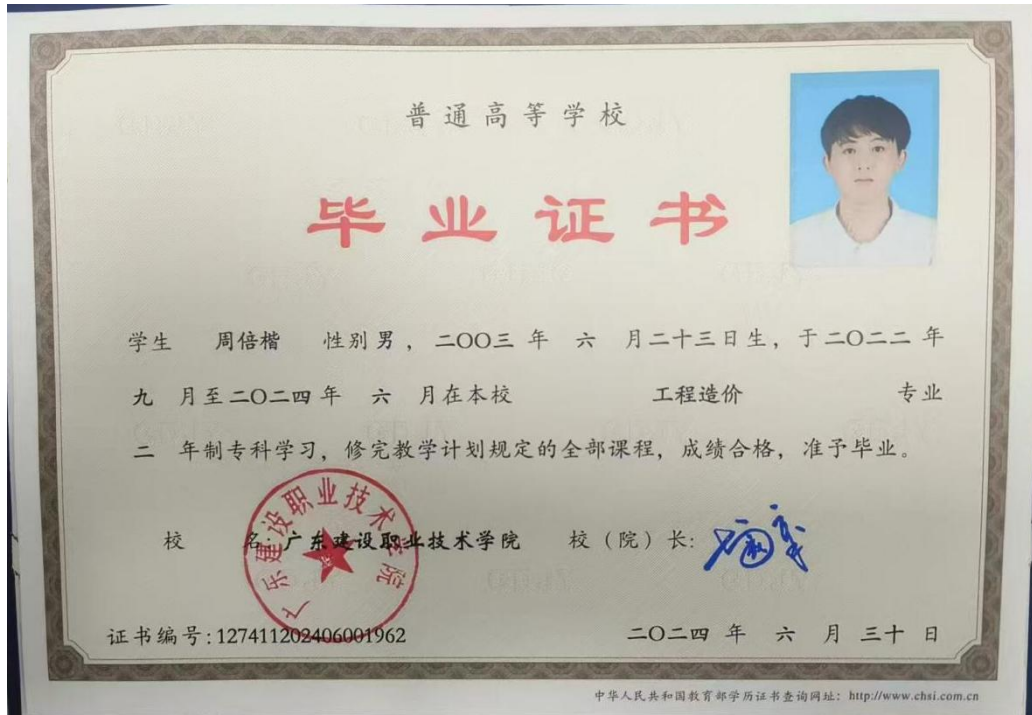 普通高等学校
毕业证书
学生 周倍楷 性别男，二〇〇三年 六 月二十三日生，于二〇二二年
九 月至二〇二四年 六 月在本校 工程造价 专业
二 年制专科学习，修完教学计划规定的全部课程，成绩合格，准予毕业。
广东建设职业技术学院
校 名：广东建设职业技术学院 校（院）长：
证书编号：127411202406001962 二〇二四 年 六 月 三十 日
中华人民共和国教育部学历证书查询网址：http://www.chsi.com.cn